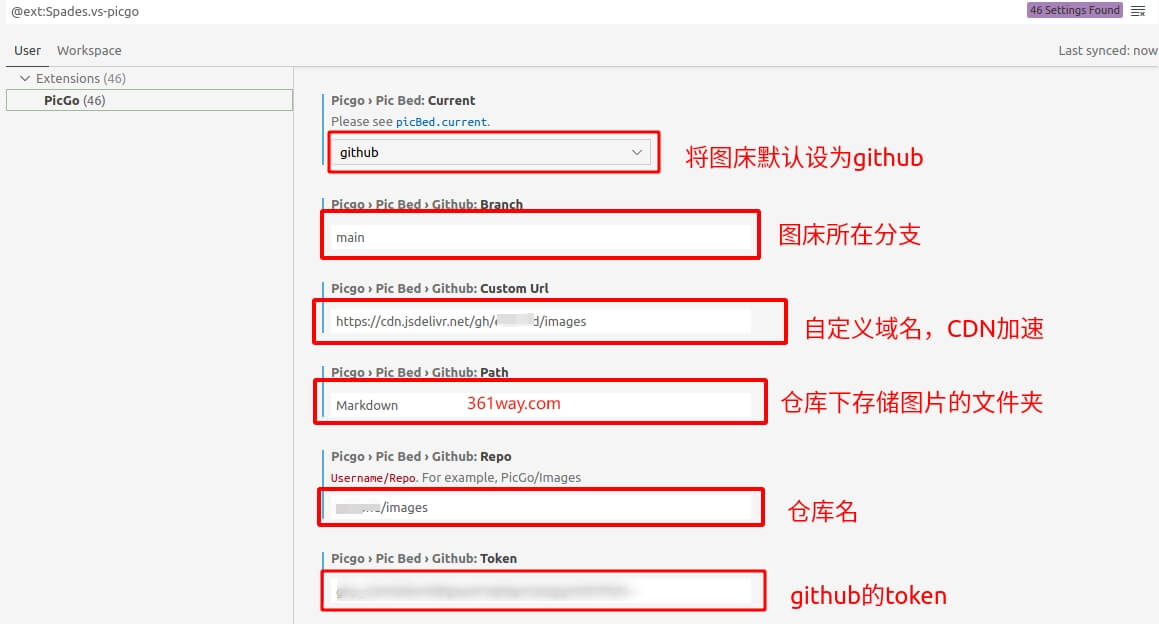 @ext:Spades.vs-picgo
46 Settings Found
User Workspace
Last synced: now
Extensions (46)
PicGo (46)
Picgo › Pic Bed: Current
Please see picBed.current.
github
将图床默认设为github
Picgo › Pic Bed › Github: Branch
main
图床所在分支
Picgo › Pic Bed › Github: Custom Url
https://cdn.jsdelivr.net/gh/ d/images
自定义域名，CDN加速
Picgo › Pic Bed › Github: Path
Markdown
361way.com
仓库下存储图片的文件夹
Picgo › Pic Bed › Github: Repo
Username/Repo. For example, PicGo/Images
/images
仓库名
Picgo › Pic Bed › Github: Token
github的token